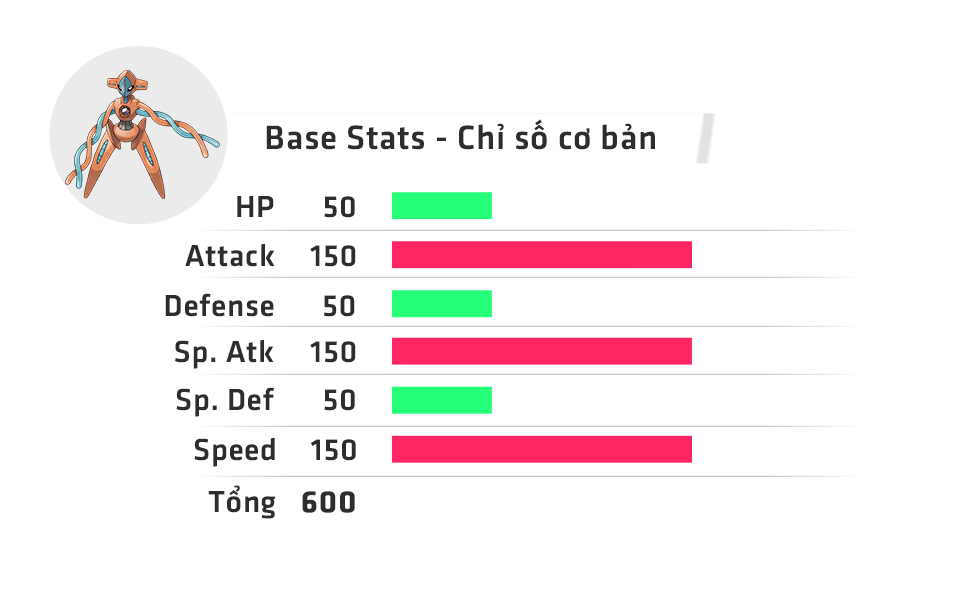 Base Stats - Chỉ số cơ bản
HP 50
Attack 150
Defense 50
Sp. Atk 150
Sp. Def 50
Speed 150
Tổng 600